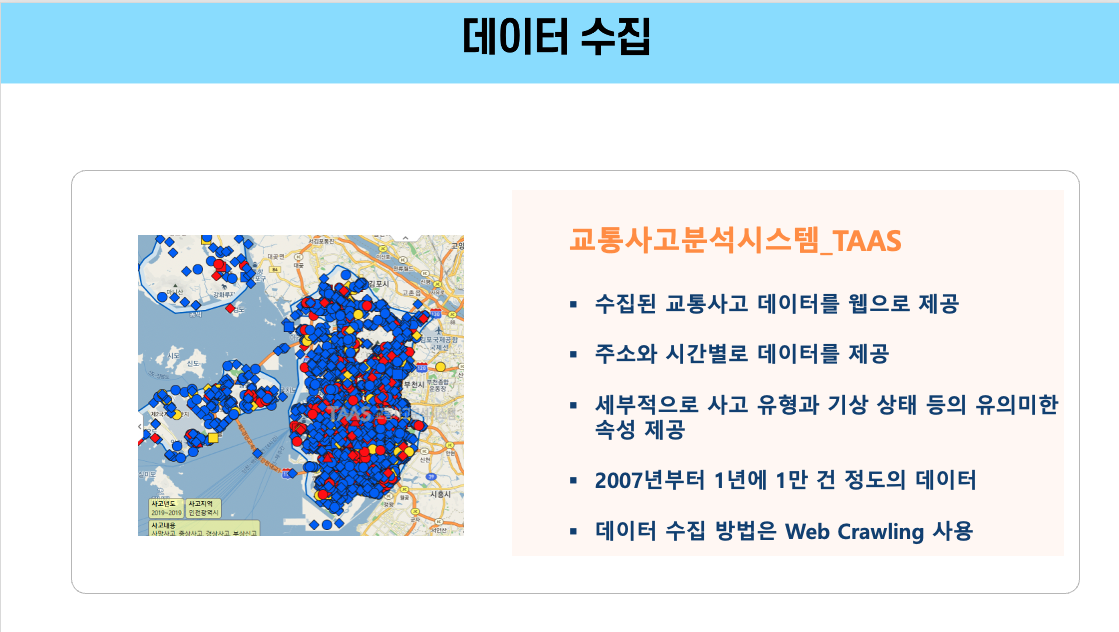 데이터 수집
교통사고분석시스템_TAAS
▪ 수집된 교통사고 데이터를 웹으로 제공
▪ 주소와 시간별로 데이터를 제공
▪ 세부적으로 사고 유형과 기상 상태 등의 유의미한
속성 제공
▪ 2007년부터 1년에 1만 건 정도의 데이터
▪ 데이터 수집 방법은 Web Crawling 사용
김포시
부천시
시흥시
고양
시도
신도
TAAS
사고년도 사고지역
2019~2019 인천광역시
사고내용
사망사고, 중상사고, 경상사고, 부상신고